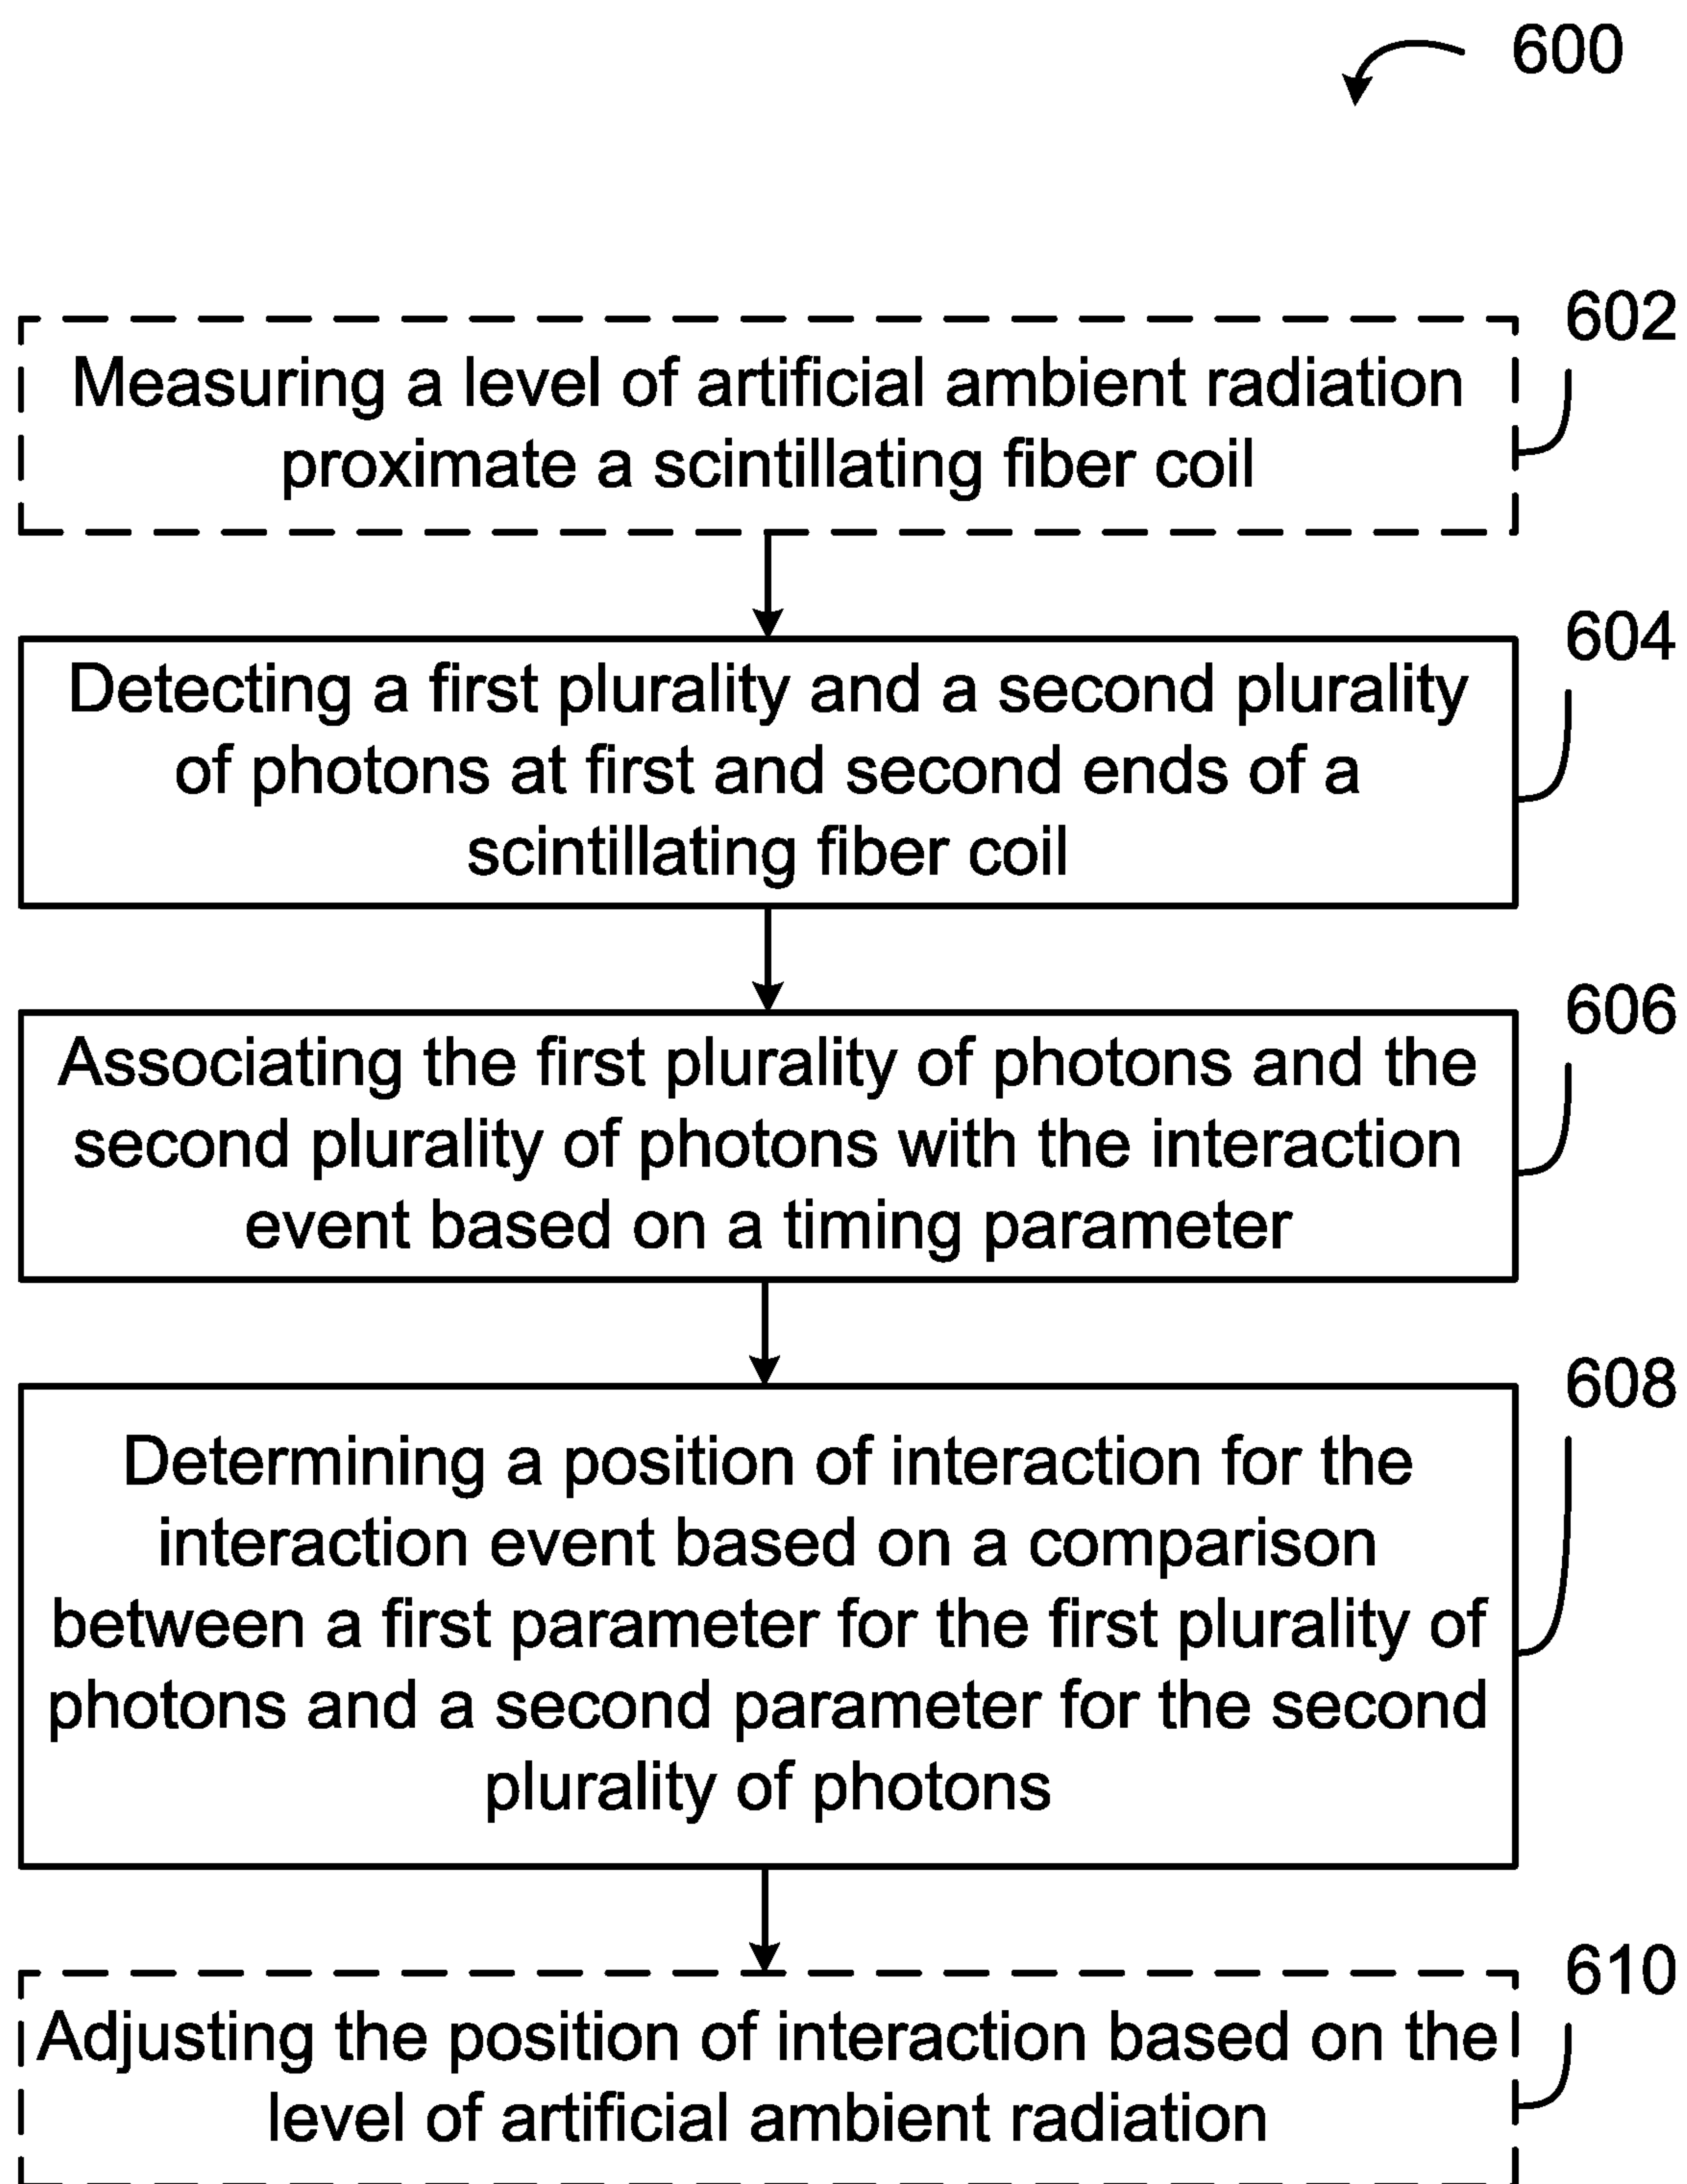 600
602
Measuring a level of artificial ambient radiation
proximate a scintillating fiber coil
604
Detecting a first plurality and a second plurality
of photons at first and second ends of a
scintillating fiber coil
606
Associating the first plurality of photons and the
second plurality of photons with the interaction
event based on a timing parameter
608
Determining a position of interaction for the
interaction event based on a comparison
between a first parameter for the first plurality of
photons and a second parameter for the second
plurality of photons
610
Adjusting the position of interaction based on the
level of artificial ambient radiation